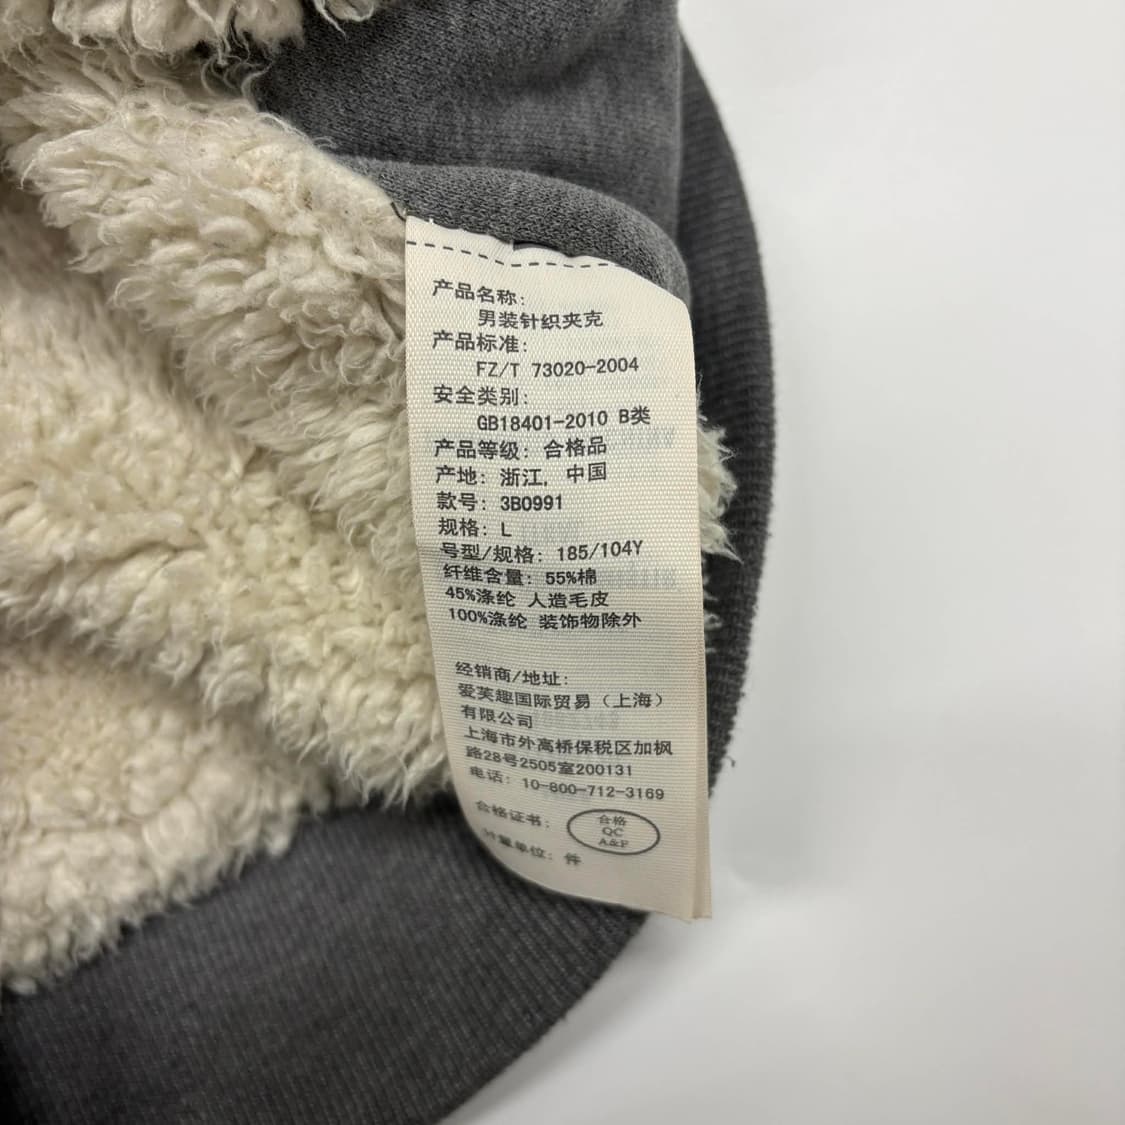 产品名称:
男装针织夹克
产品标准:
FZ/T 73020-2004
安全类别:
GB18401-2010 B类
产品等级: 合格品
产地: 浙江, 中国
款号: 3B0991
规格: L
号型/规格: 185/104Y
纤维含量: 55%棉
45%涤纶 人造毛皮
100%涤纶 装饰物除外
经销商/地址:
爱芙趣国际贸易（上海）
有限公司
上海市外高桥保税区加枫
路28号2505室200131
电话: 10-800-712-3169
合格证书: 合格
QC
A&F
计量单位: 件